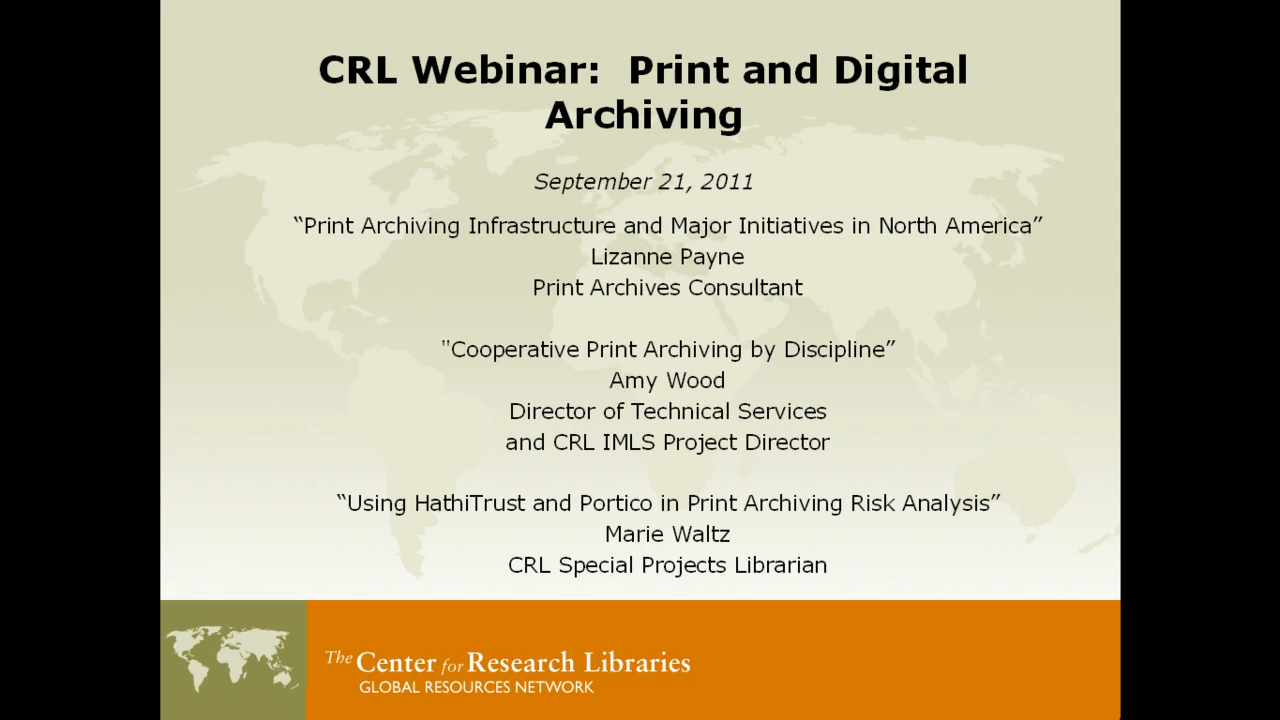 CRL Webinar:  Print and Digital
Archiving
September 21, 2011
“Print Archiving Infrastructure and Major Initiatives in North America”
Lizanne Payne
Print Archives Consultant
"Cooperative Print Archiving by Discipline”
Amy Wood
Director of Technical Services
and CRL IMLS Project Director
“Using HathiTrust and Portico in Print Archiving Risk Analysis”
Marie Waltz
CRL Special Projects Librarian
The Center for Research Libraries
GLOBAL RESOURCES NETWORK